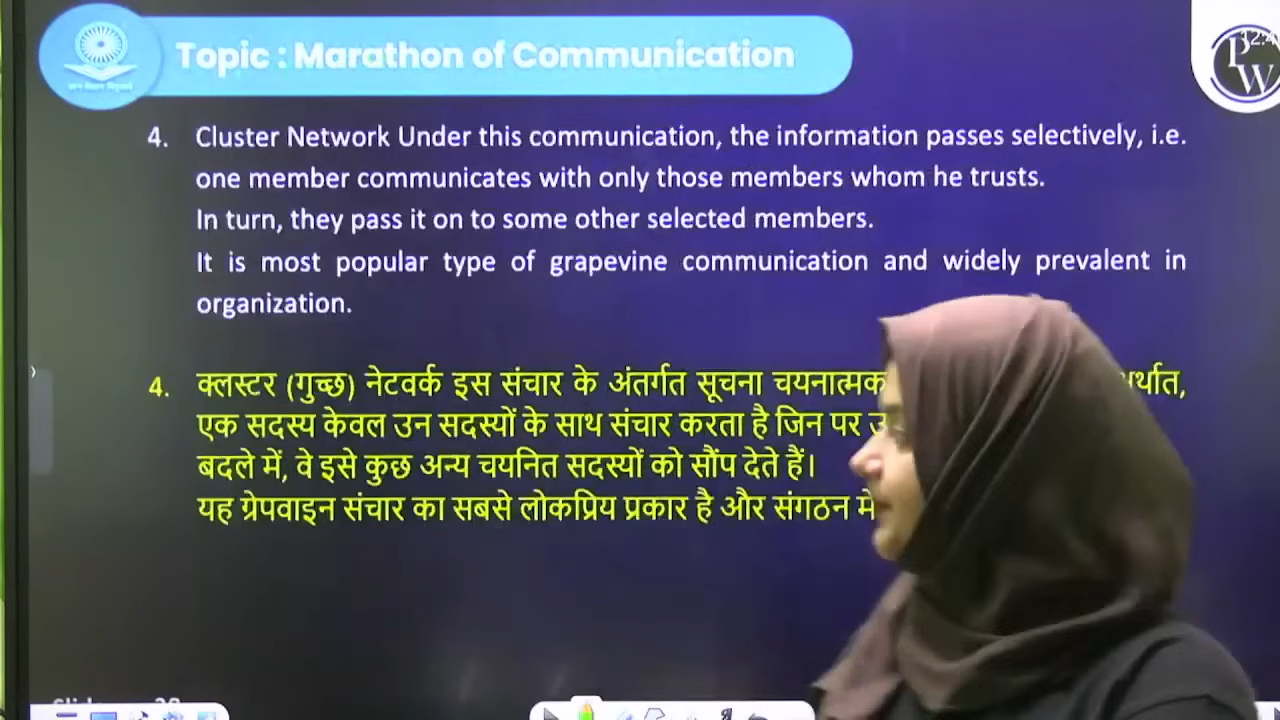 Topic : Marathon of Communication
12:4
PW
4. Cluster Network Under this communication, the information passes selectively, i.e.
one member communicates with only those members whom he trusts.
In turn, they pass it on to some other selected members.
It is most popular type of grapevine communication and widely prevalent in
organization.
4. क्लस्टर (गुच्छ) नेटवर्क इस संचार के अंतर्गत सूचना चयनात्मक
एक सदस्य केवल उन सदस्यों के साथ संचार करता है जिन पर
बदले में, वे इसे कुछ अन्य चयनित सदस्यों को सौंप देते हैं।
यह ग्रेपवाइन संचार का सबसे लोकप्रिय प्रकार है और संगठन में